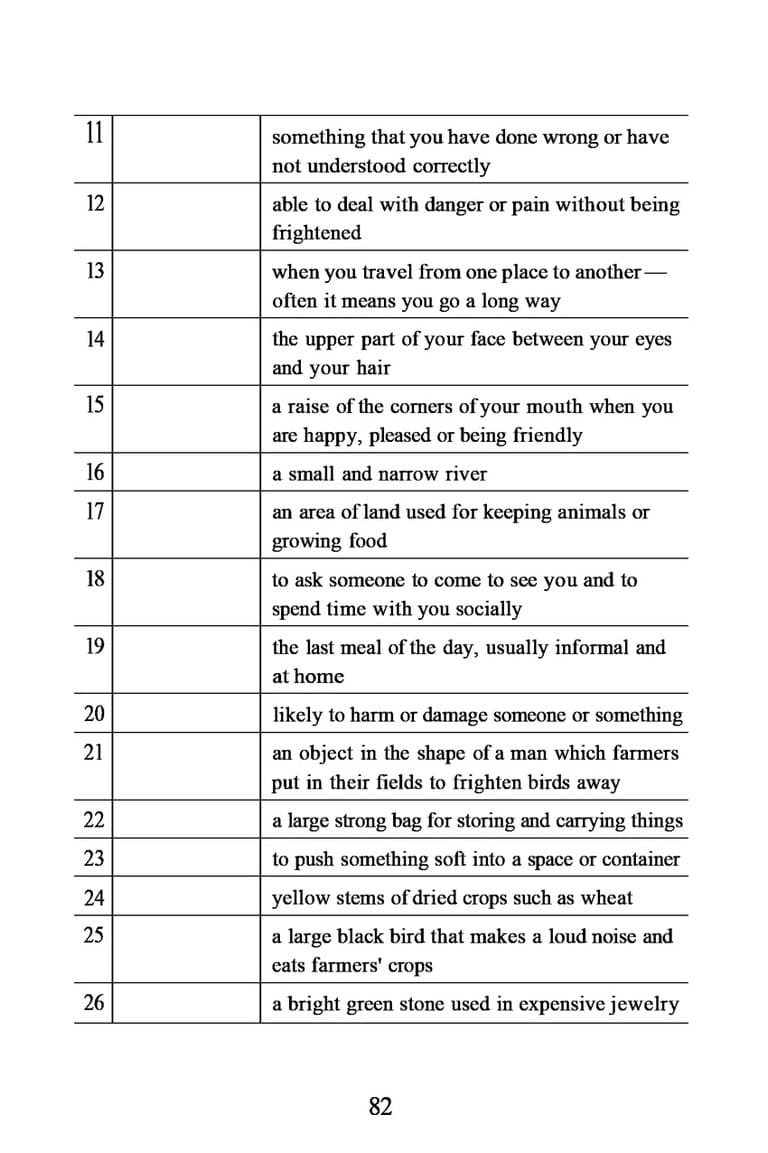 11 something that you have done wrong or have
not understood correctly
12 able to deal with danger or pain without being
frightened
13 when you travel from one place to another—
often it means you go a long way
14 the upper part of your face between your eyes
and your hair
15 a raise of the corners of your mouth when you
are happy, pleased or being friendly
16 a small and narrow river
17 an area of land used for keeping animals or
growing food
18 to ask someone to come to see you and to
spend time with you socially
19 the last meal of the day, usually informal and
at home
20 likely to harm or damage someone or something
21 an object in the shape of a man which farmers
put in their fields to frighten birds away
22 a large strong bag for storing and carrying things
23 to push something soft into a space or container
24 yellow stems of dried crops such as wheat
25 a large black bird that makes a loud noise and
eats farmers' crops
26 a bright green stone used in expensive jewelry
82